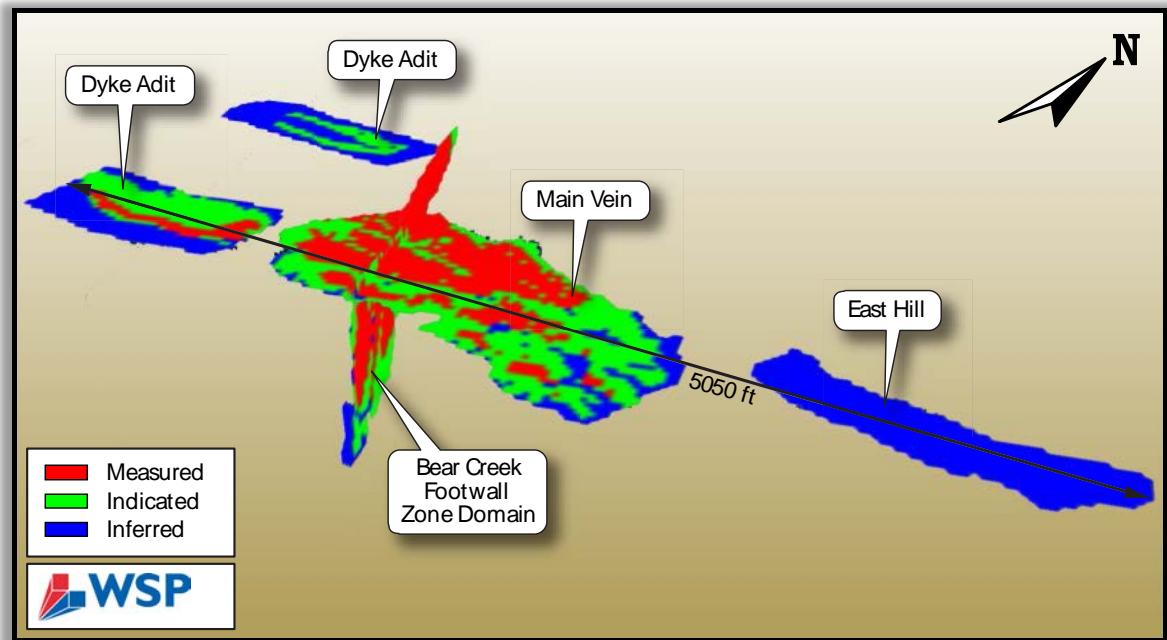 Dyke Adit
Dyke Adit
N
Main Vein
East Hill
5050 ft
Bear Creek
Footwall
Zone Domain
Measured
Indicated
Inferred
WSP